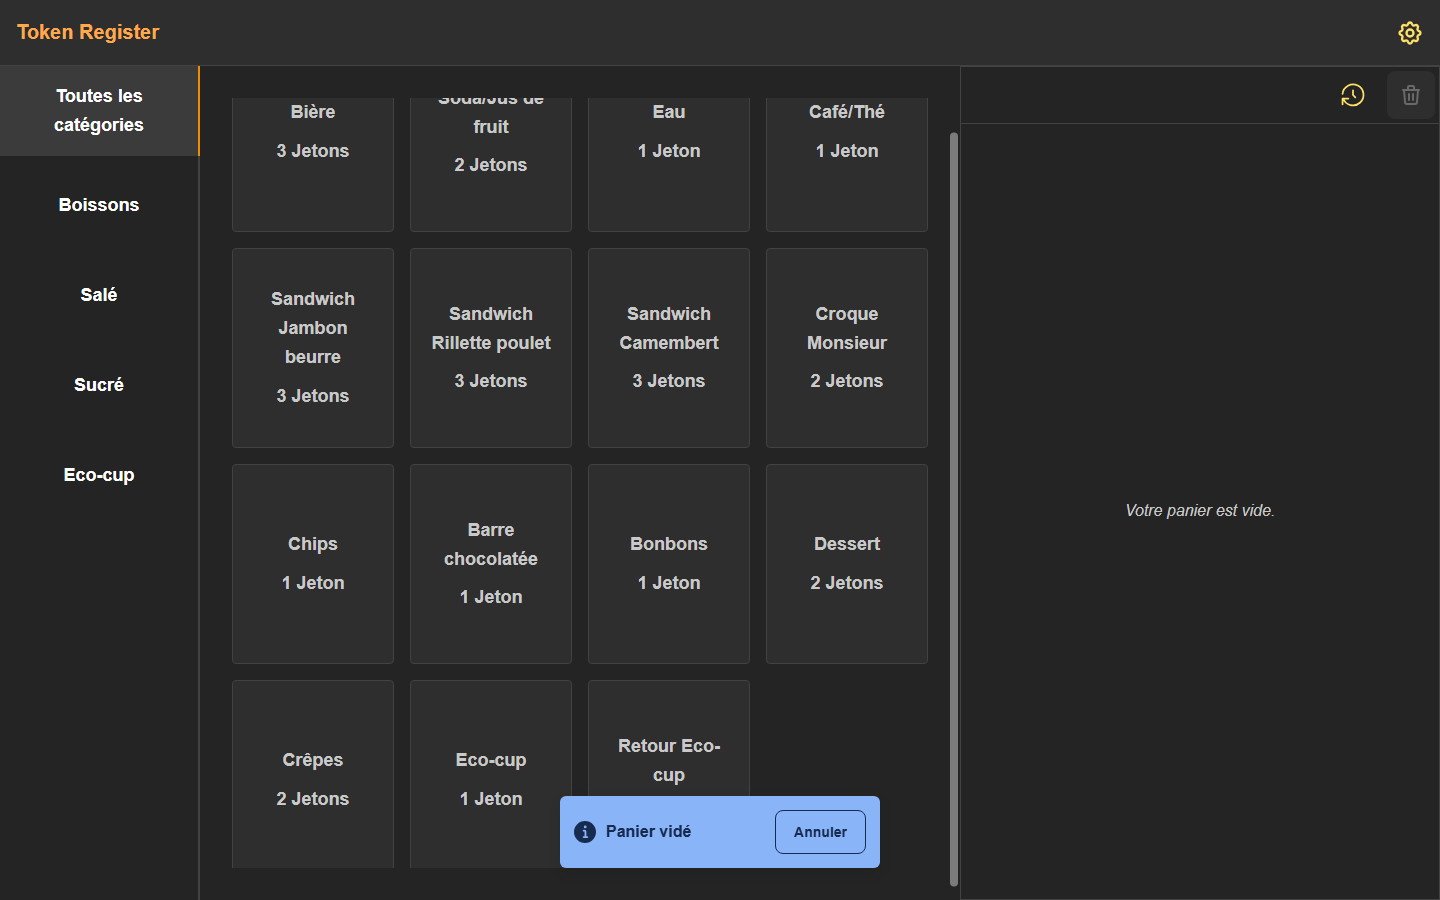 Token Register
Toutes les
catégories
Boissons
Salé
Sucré
Eco-cup
Bière
3 Jetons
Soda/Jus de
fruit
2 Jetons
Eau
1 Jeton
Café/Thé
1 Jeton
Sandwich
Jambon
beurre
3 Jetons
Sandwich
Rillette poulet
3 Jetons
Sandwich
Camembert
3 Jetons
Croque
Monsieur
2 Jetons
Chips
1 Jeton
Barre
chocolatée
1 Jeton
Bonbons
1 Jeton
Dessert
2 Jetons
Crêpes
2 Jetons
Eco-cup
1 Jeton
Retour Eco-
cup
Panier vidé
Annuler
Votre panier est vide.